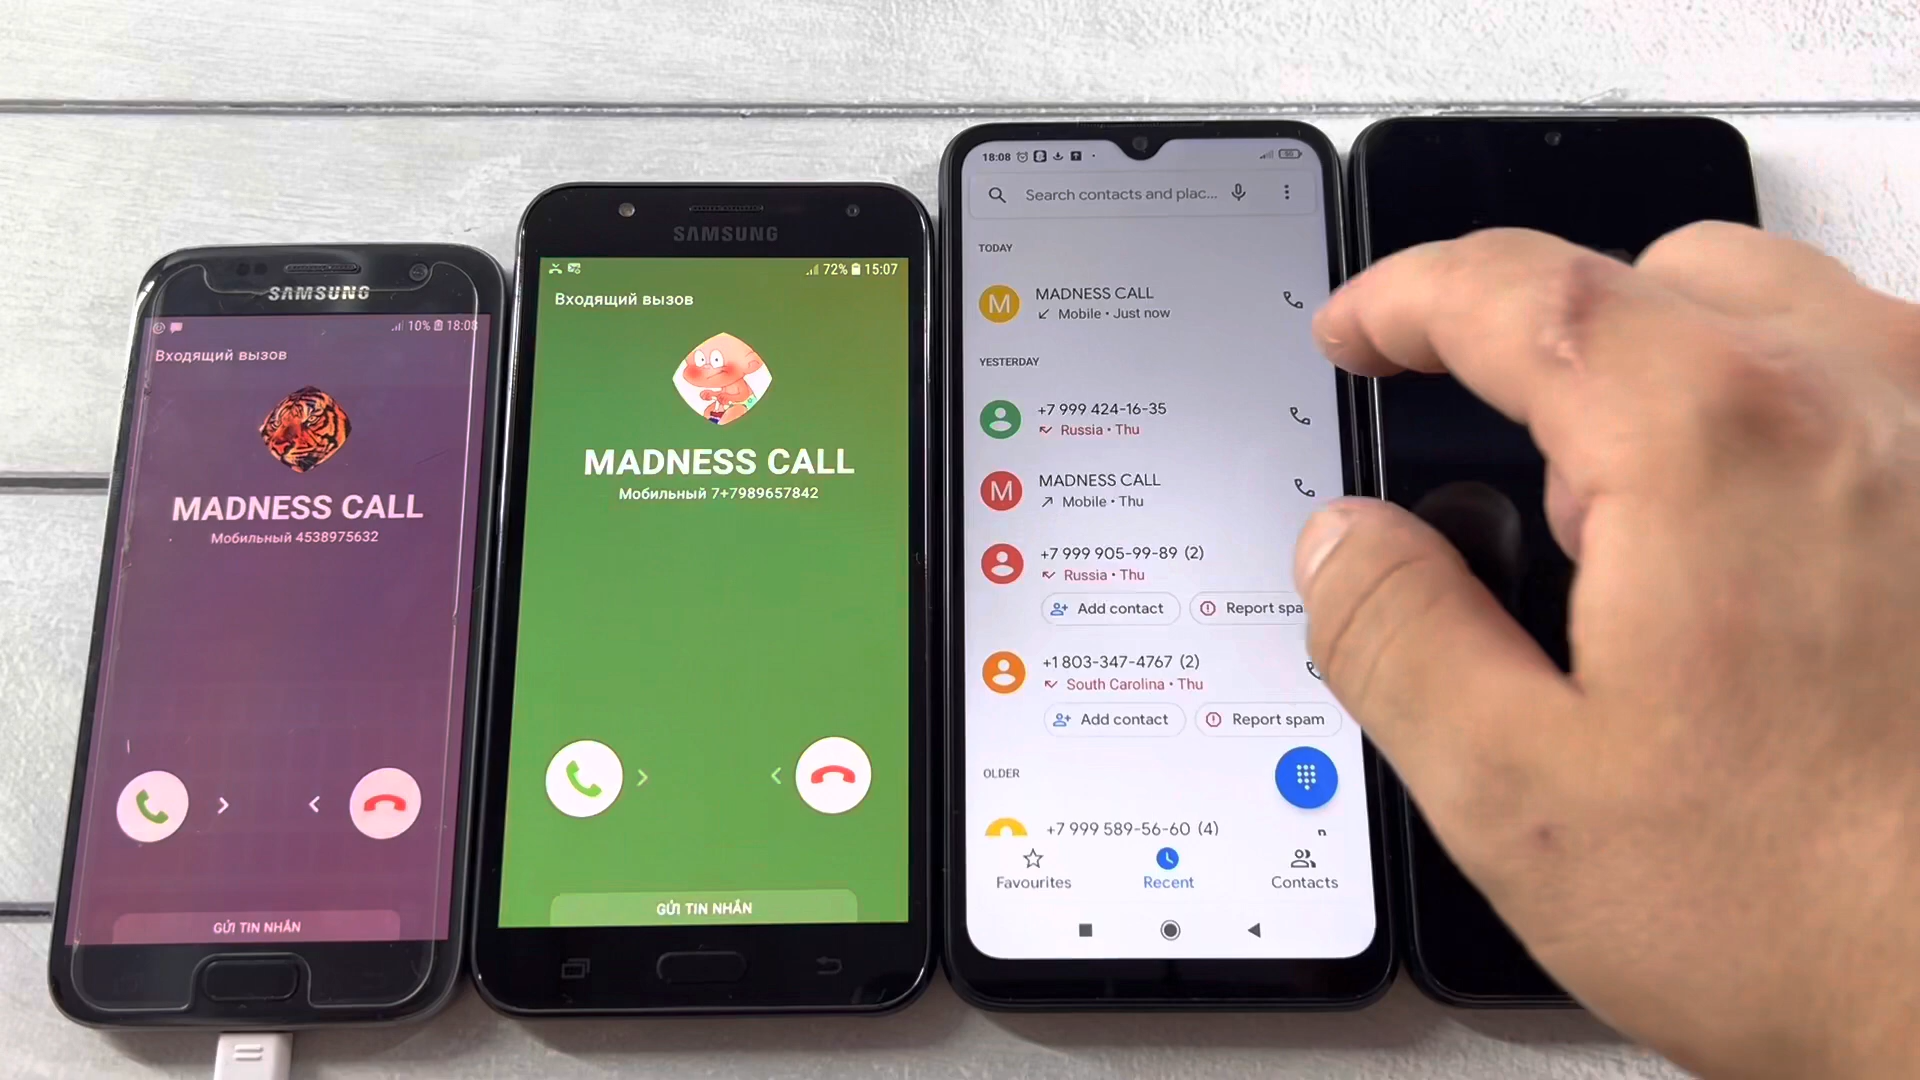 SAMSUNG
10% 18:08
Входящий вызов
MADNESS CALL
Мобильный 4538975632
GỬI TIN NHẮN
SAMSUNG
72% 15:07
Входящий вызов
MADNESS CALL
Мобильный 7+7989657842
GỬI TIN NHẮN
18:08
Search contacts and plac...
TODAY
MADNESS CALL
Mobile • Just now
YESTERDAY
+7 999 424-16-35
Russia • Thu
MADNESS CALL
Mobile • Thu
+7 999 905-99-89 (2)
Russia • Thu
Add contact
Report spa
+1 803-347-4767 (2)
South Carolina • Thu
Add contact
Report spam
OLDER
+7 999 589-56-60 (4)
Favourites
Recent
Contacts